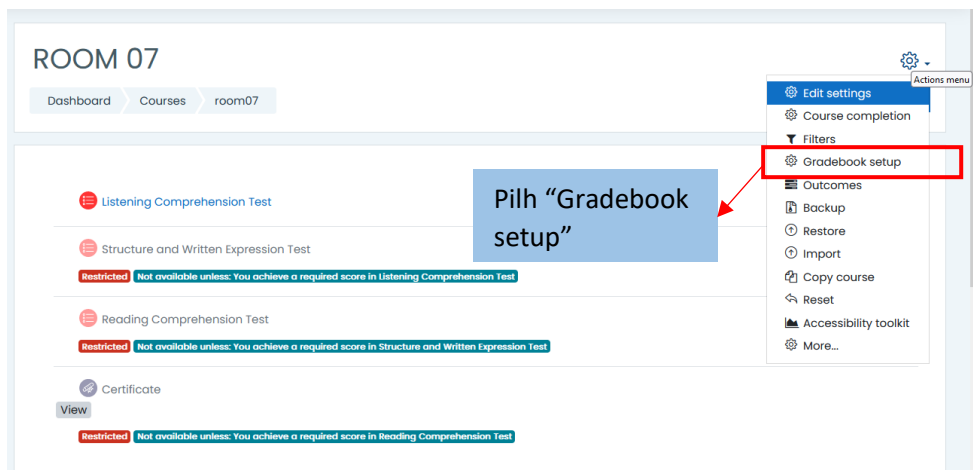 ROOM 07
Actions menu
Dashboard Courses room07
Edit settings
Course completion
Filters
Gradebook setup
Outcomes
Backup
Restore
Import
Copy course
Reset
Accessibility toolkit
More...
Pilh “Gradebook
setup”
Listening Comprehension Test
Structure and Written Expression Test
Restricted Not available unless: You achieve a required score in Listening Comprehension Test
Reading Comprehension Test
Restricted Not available unless: You achieve a required score in Structure and Written Expression Test
Certificate
View
Restricted Not available unless: You achieve a required score in Reading Comprehension Test